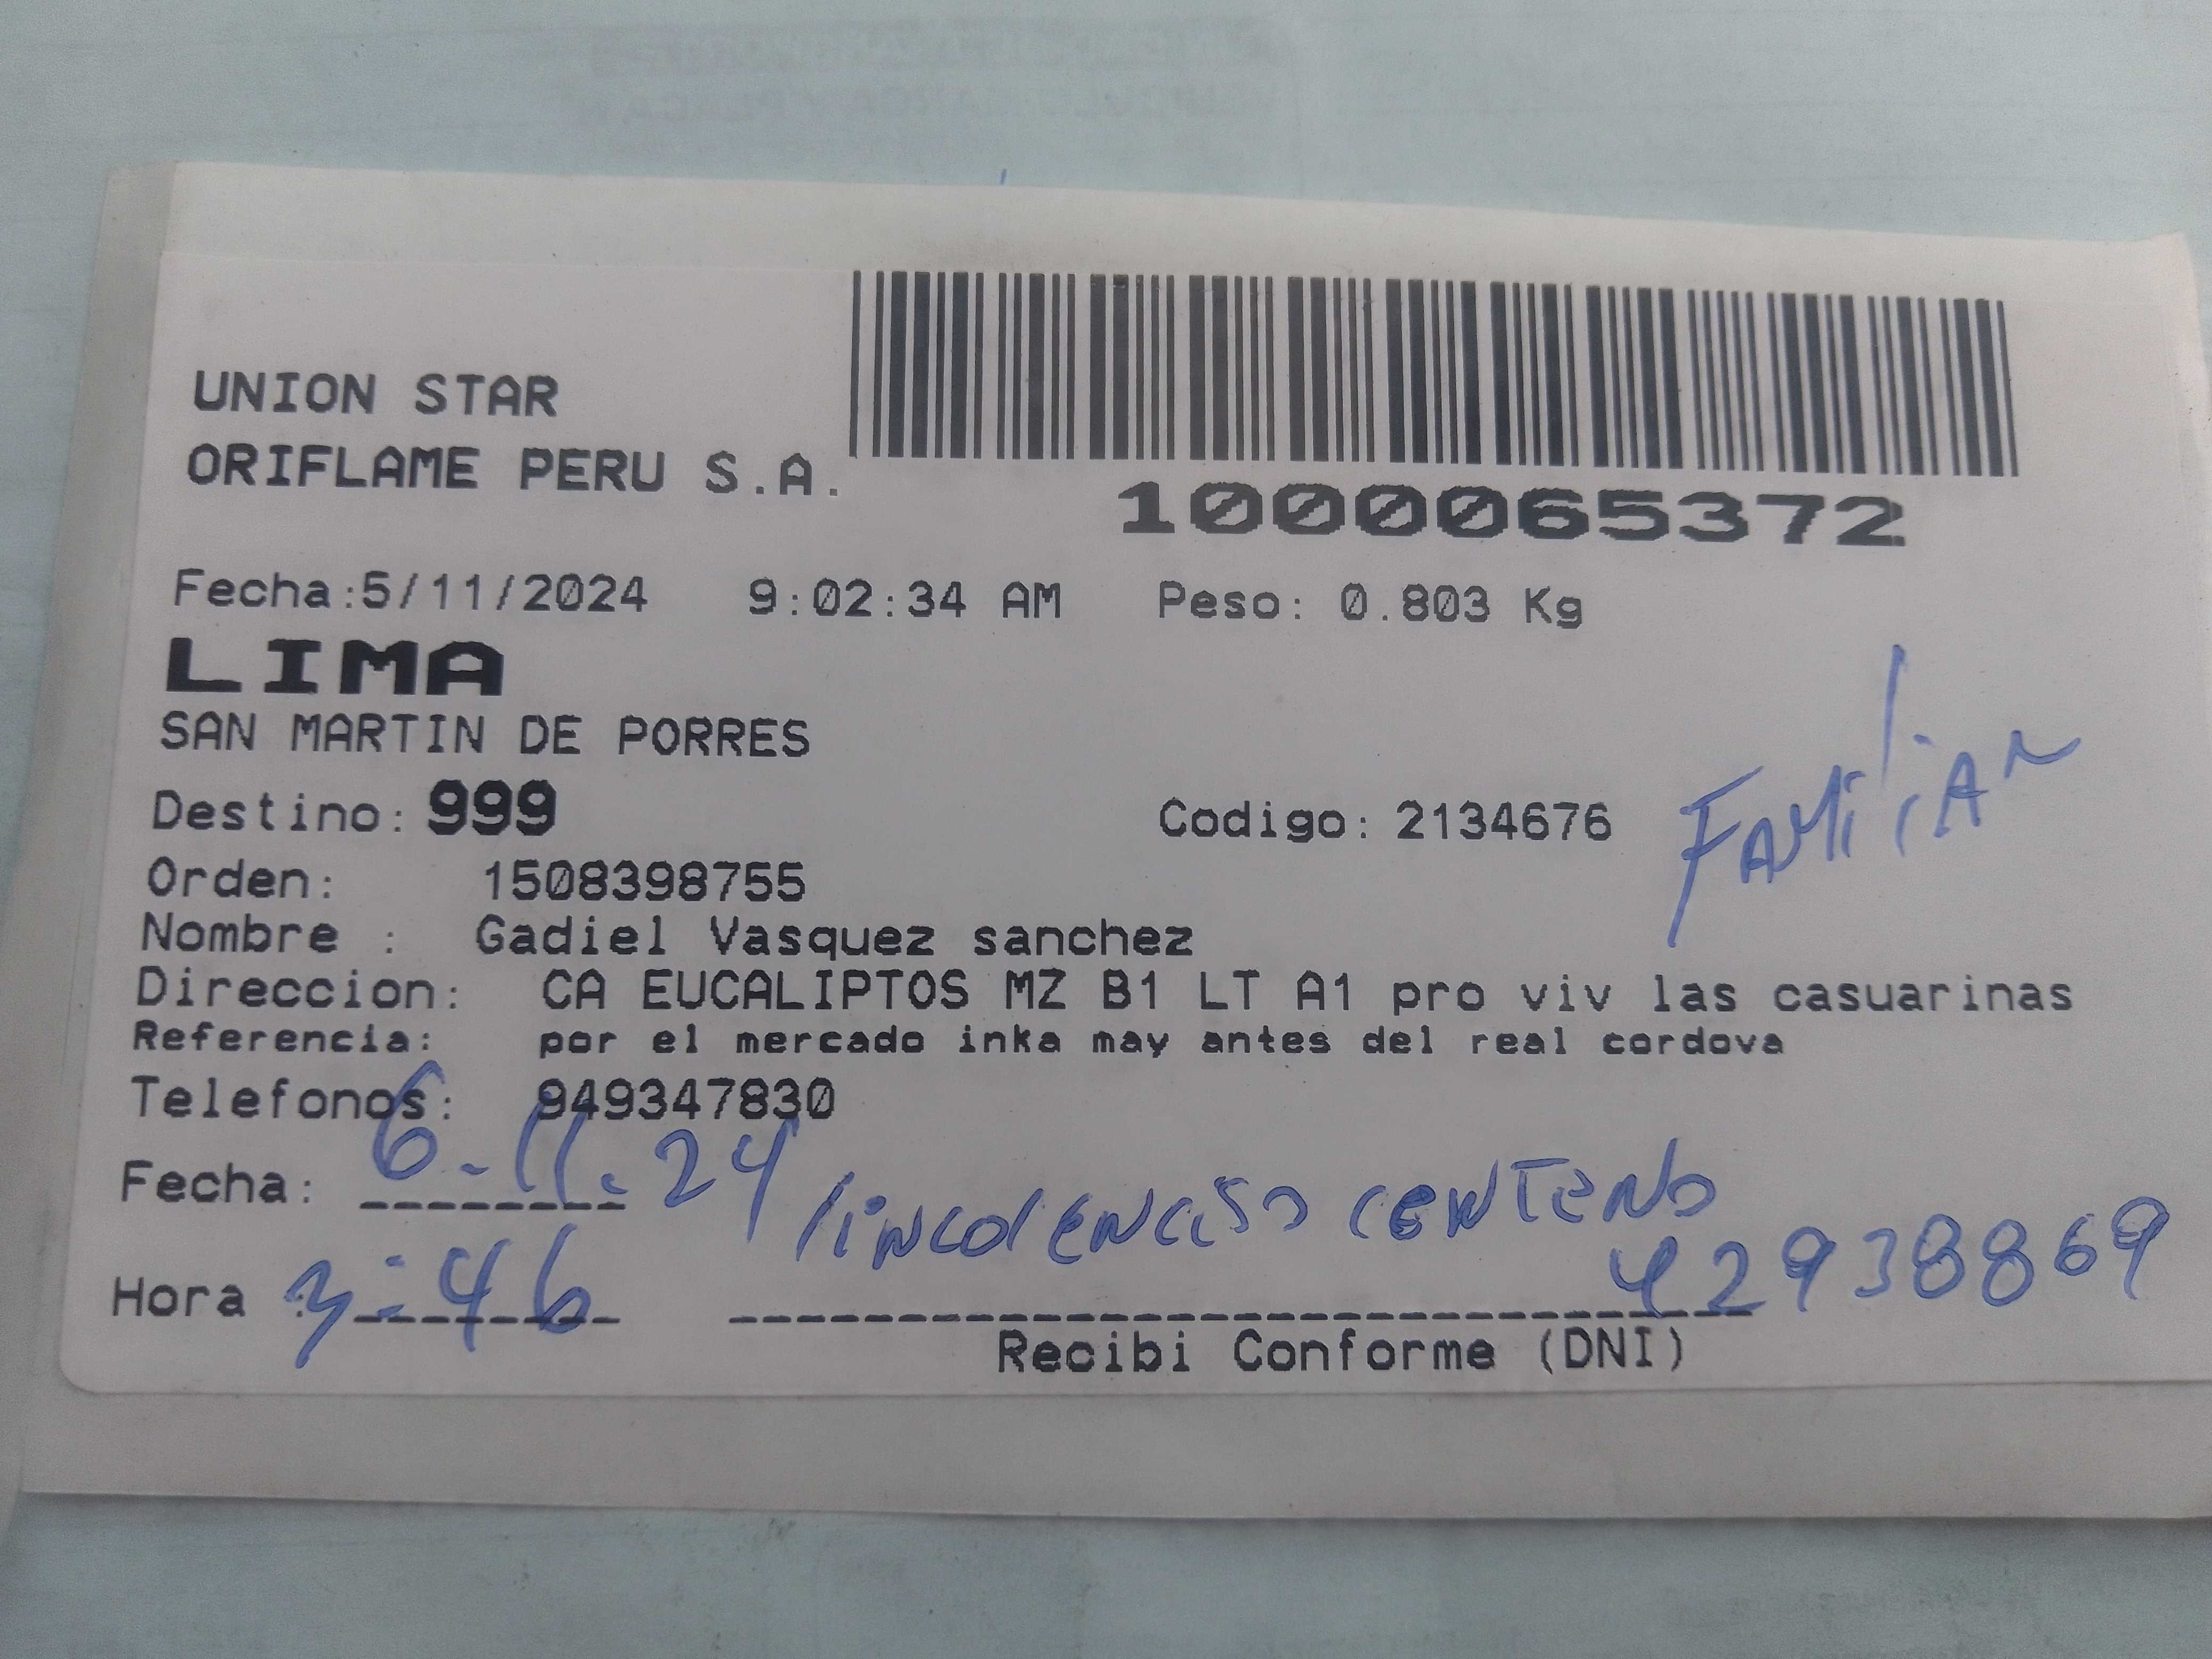 UNION STAR
ORIFLAME PERU S.A.
1000065372
Fecha:5/11/2024 9:02:34 AM Peso: 0.803 Kg
LIMA
SAN MARTIN DE PORRES
Destino: 999 Codigo: 2134676
Familiar
Orden: 1508398755
Nombre : Gadiel Vasquez sanchez
Direccion: CA EUCALIPTOS MZ B1 LT A1 pro viv las casuarinas
Referencia: por el mercado inka may antes del real cordova
Telefonos: 949347830
Fecha: 6-11-24 lincol enciso centeno
Hora : 3:46 42938869
Recibi Conforme (DNI)